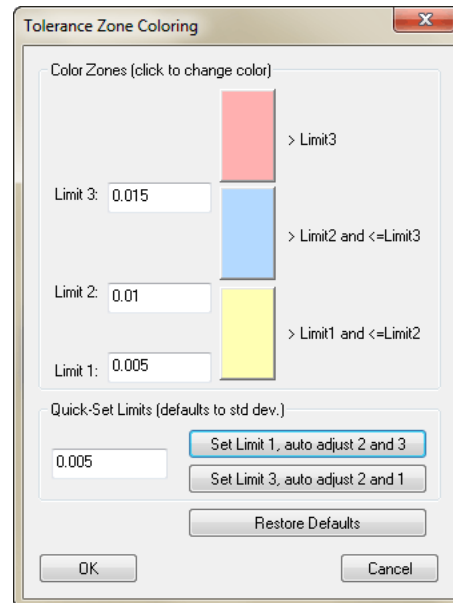 Tolerance Zone Coloring
Color Zones (click to change color)
> Limit3
Limit 3: 0.015
> Limit2 and <=Limit3
Limit 2: 0.01
> Limit1 and <=Limit2
Limit 1: 0.005
Quick-Set Limits (defaults to std dev.)
Set Limit 1, auto adjust 2 and 3
0.005
Set Limit 3, auto adjust 2 and 1
Restore Defaults
OK Cancel